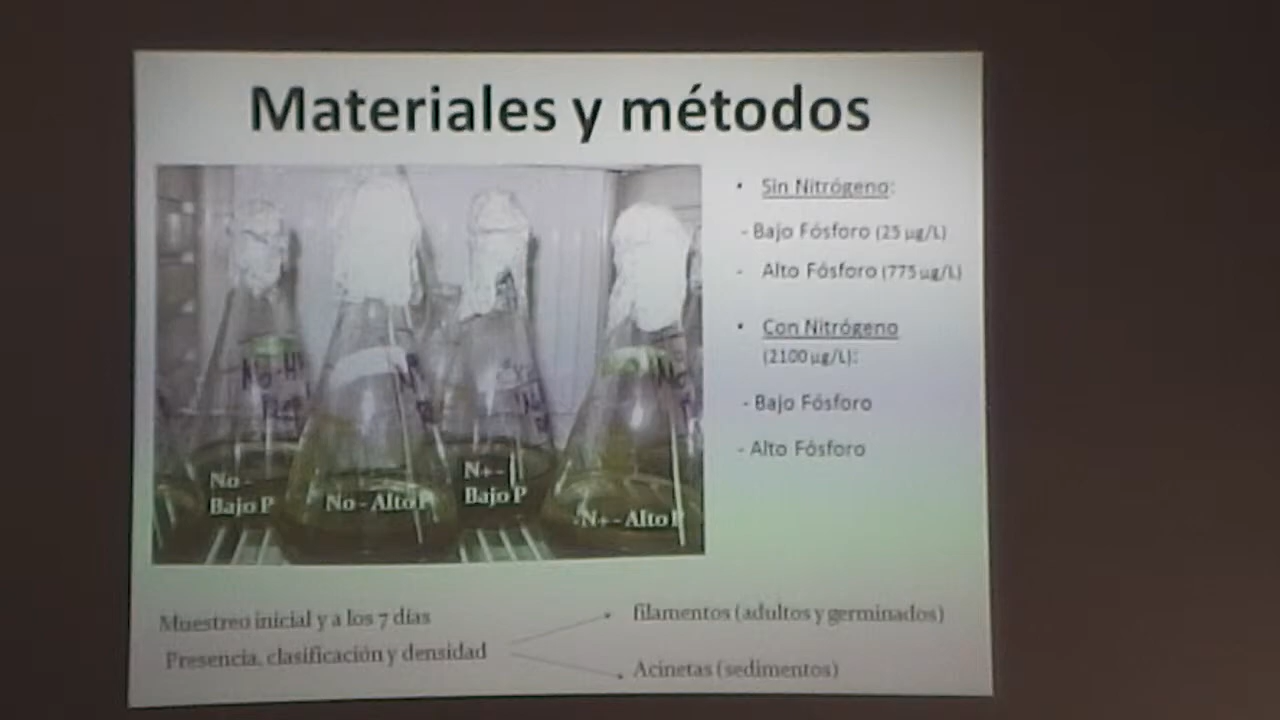 Materiales y métodos
• Sin Nitrógeno:
- Bajo Fósforo (25 µg/L)
- Alto Fósforo (775 µg/L)
• Con Nitrógeno
(2100 µg/L):
- Bajo Fósforo
- Alto Fósforo
No -
Bajo P
No - Alto P
N+ -
Bajo P
N+ - Alto P
Muestreo inicial y a los 7 días
Presencia, clasificación y densidad
filamentos (adultos y germinados)
Acinetas (sedimentos)